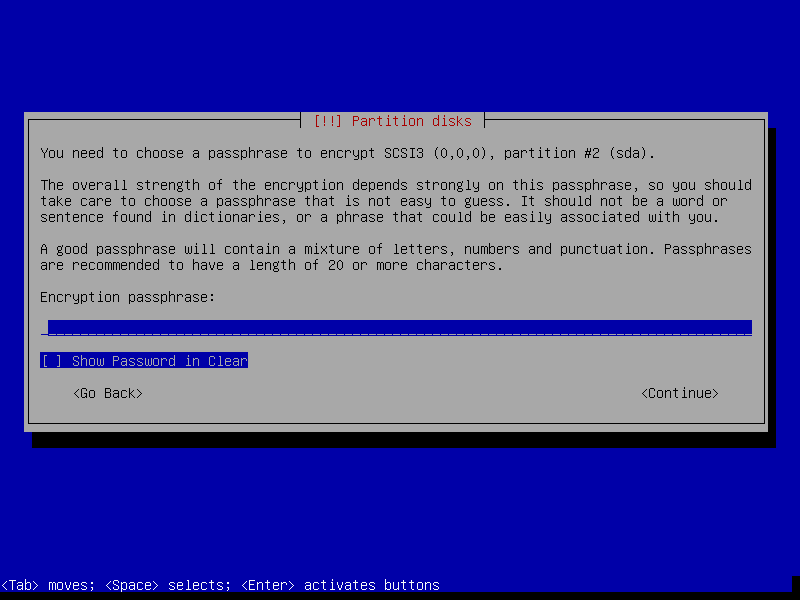 [!!] Partition disks
You need to choose a passphrase to encrypt SCSI3 (0,0,0), partition #2 (sda).
The overall strength of the encryption depends strongly on this passphrase, so you should
take care to choose a passphrase that is not easy to guess. It should not be a word or
sentence found in dictionaries, or a phrase that could be easily associated with you.
A good passphrase will contain a mixture of letters, numbers and punctuation. Passphrases
are recommended to have a length of 20 or more characters.
Encryption passphrase:
[ ] Show Password in Clear
<Go Back> <Continue>
<Tab> moves; <Space> selects; <Enter> activates buttons